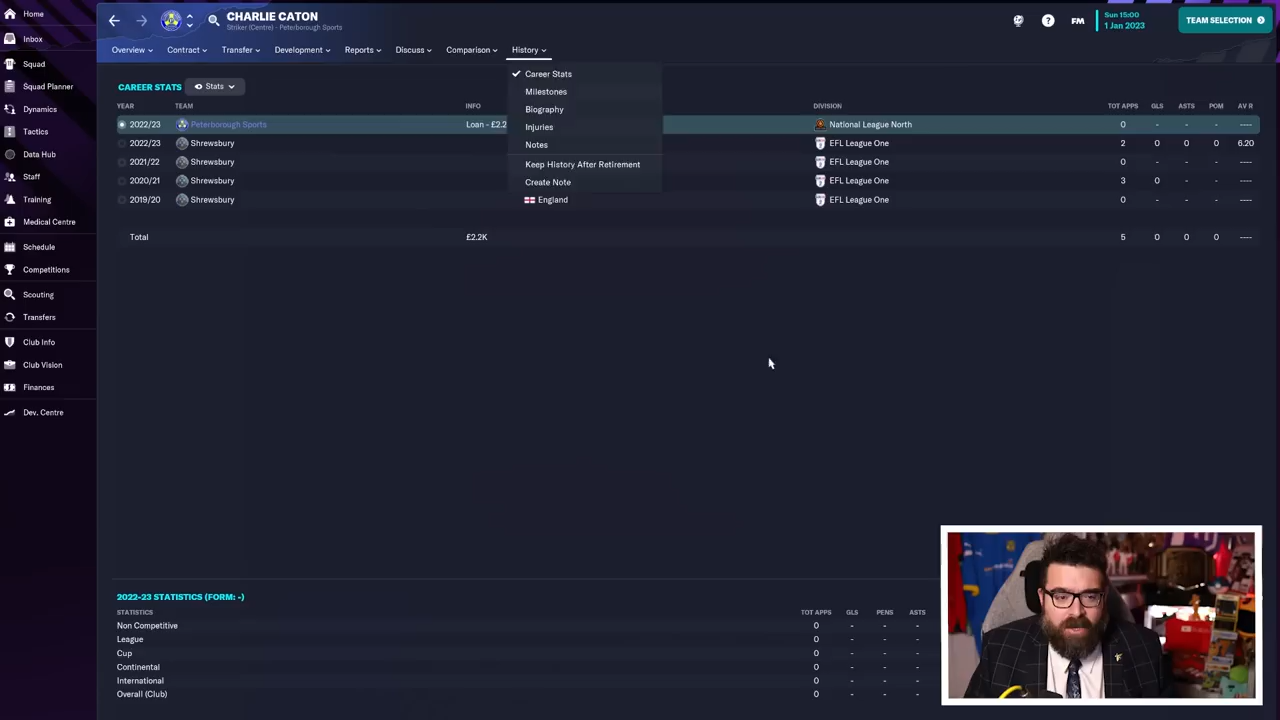 Home
Inbox
Squad
Squad Planner
Dynamics
Tactics
Data Hub
Staff
Training
Medical Centre
Schedule
Competitions
Scouting
Transfers
Club Info
Club Vision
Finances
Dev. Centre
CHARLIE CATON
Striker (Centre) - Peterborough Sports
FM
Sun 15:00
1 Jan 2023
TEAM SELECTION
Overview Contract Transfer Development Reports Discuss Comparison History
Career Stats
Milestones
Biography
Injuries
Notes
Keep History After Retirement
Create Note
CAREER STATS Stats
YEAR TEAM INFO DIVISION TOT APPS GLS ASTS POM AV R
2022/23 Peterborough Sports Loan - £2.2 National League North 0 - - - ----
2022/23 Shrewsbury EFL League One 2 0 0 0 6.20
2021/22 Shrewsbury EFL League One 0 - - - ----
2020/21 Shrewsbury EFL League One 3 0 - - ----
2019/20 Shrewsbury England EFL League One 0 - - - ----
Total £2.2K 5 0 0 0 ----
2022-23 STATISTICS (FORM: -)
STATISTICS TOT APPS GLS PENS ASTS
Non Competitive 0 - - -
League 0 - - -
Cup 0 - - -
Continental 0 - - -
International 0 - - -
Overall (Club) 0 - - -